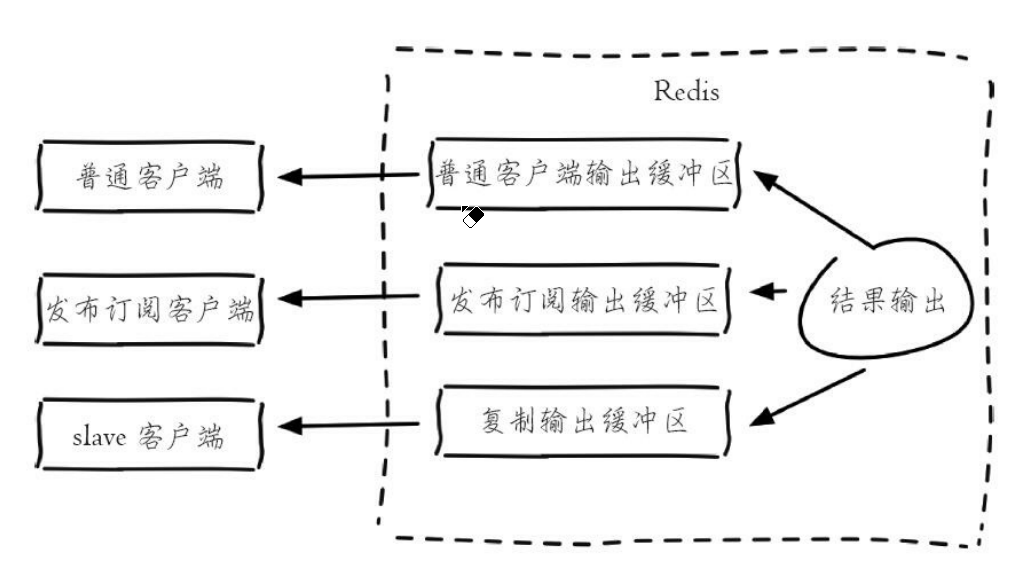 Redis
普通客户端
普通客户端输出缓冲区
发布订阅客户端
发布订阅输出缓冲区
结果输出
slave 客户端
复制输出缓冲区